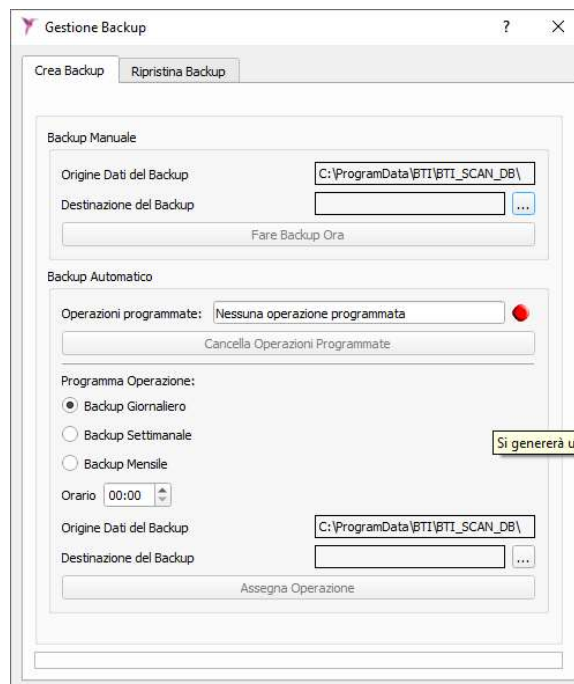 Gestione Backup ?
Crea Backup Ripristina Backup
Backup Manuale
Origine Dati del Backup C:\ProgramData\BTI\BTI_SCAN_DB\
Destinazione del Backup ...
Fare Backup Ora
Backup Automatico
Operazioni programmate: Nessuna operazione programmata
Cancella Operazioni Programmate
Programma Operazione:
Backup Giornaliero
Backup Settimanale
Si genererà u
Backup Mensile
Orario 00:00
Origine Dati del Backup C:\ProgramData\BTI\BTI_SCAN_DB\
Destinazione del Backup ...
Assegna Operazione